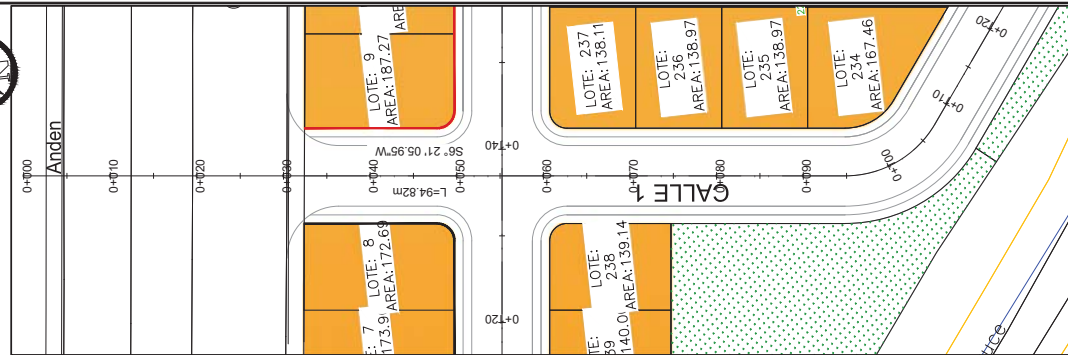 Anden
0+000
0+010
0+020
0+030
0+040
0+050
0+060
0+070
0+080
0+090
0+100
0+110
0+120
LOTE: 9
AREA:187.27
ARE
LOTE: 237
AREA:138.11
LOTE:
236
AREA:138.97
LOTE:
235
AREA:138.97
LOTE:
234
AREA:167.46
S6° 21' 05.95"W
L=94.82m
0+140
0+120
CALLE 1
LOTE: 8
AREA:172.69
E: 7
173.9
LOTE:
238
AREA:139.14
TE:
39
140.0
uce